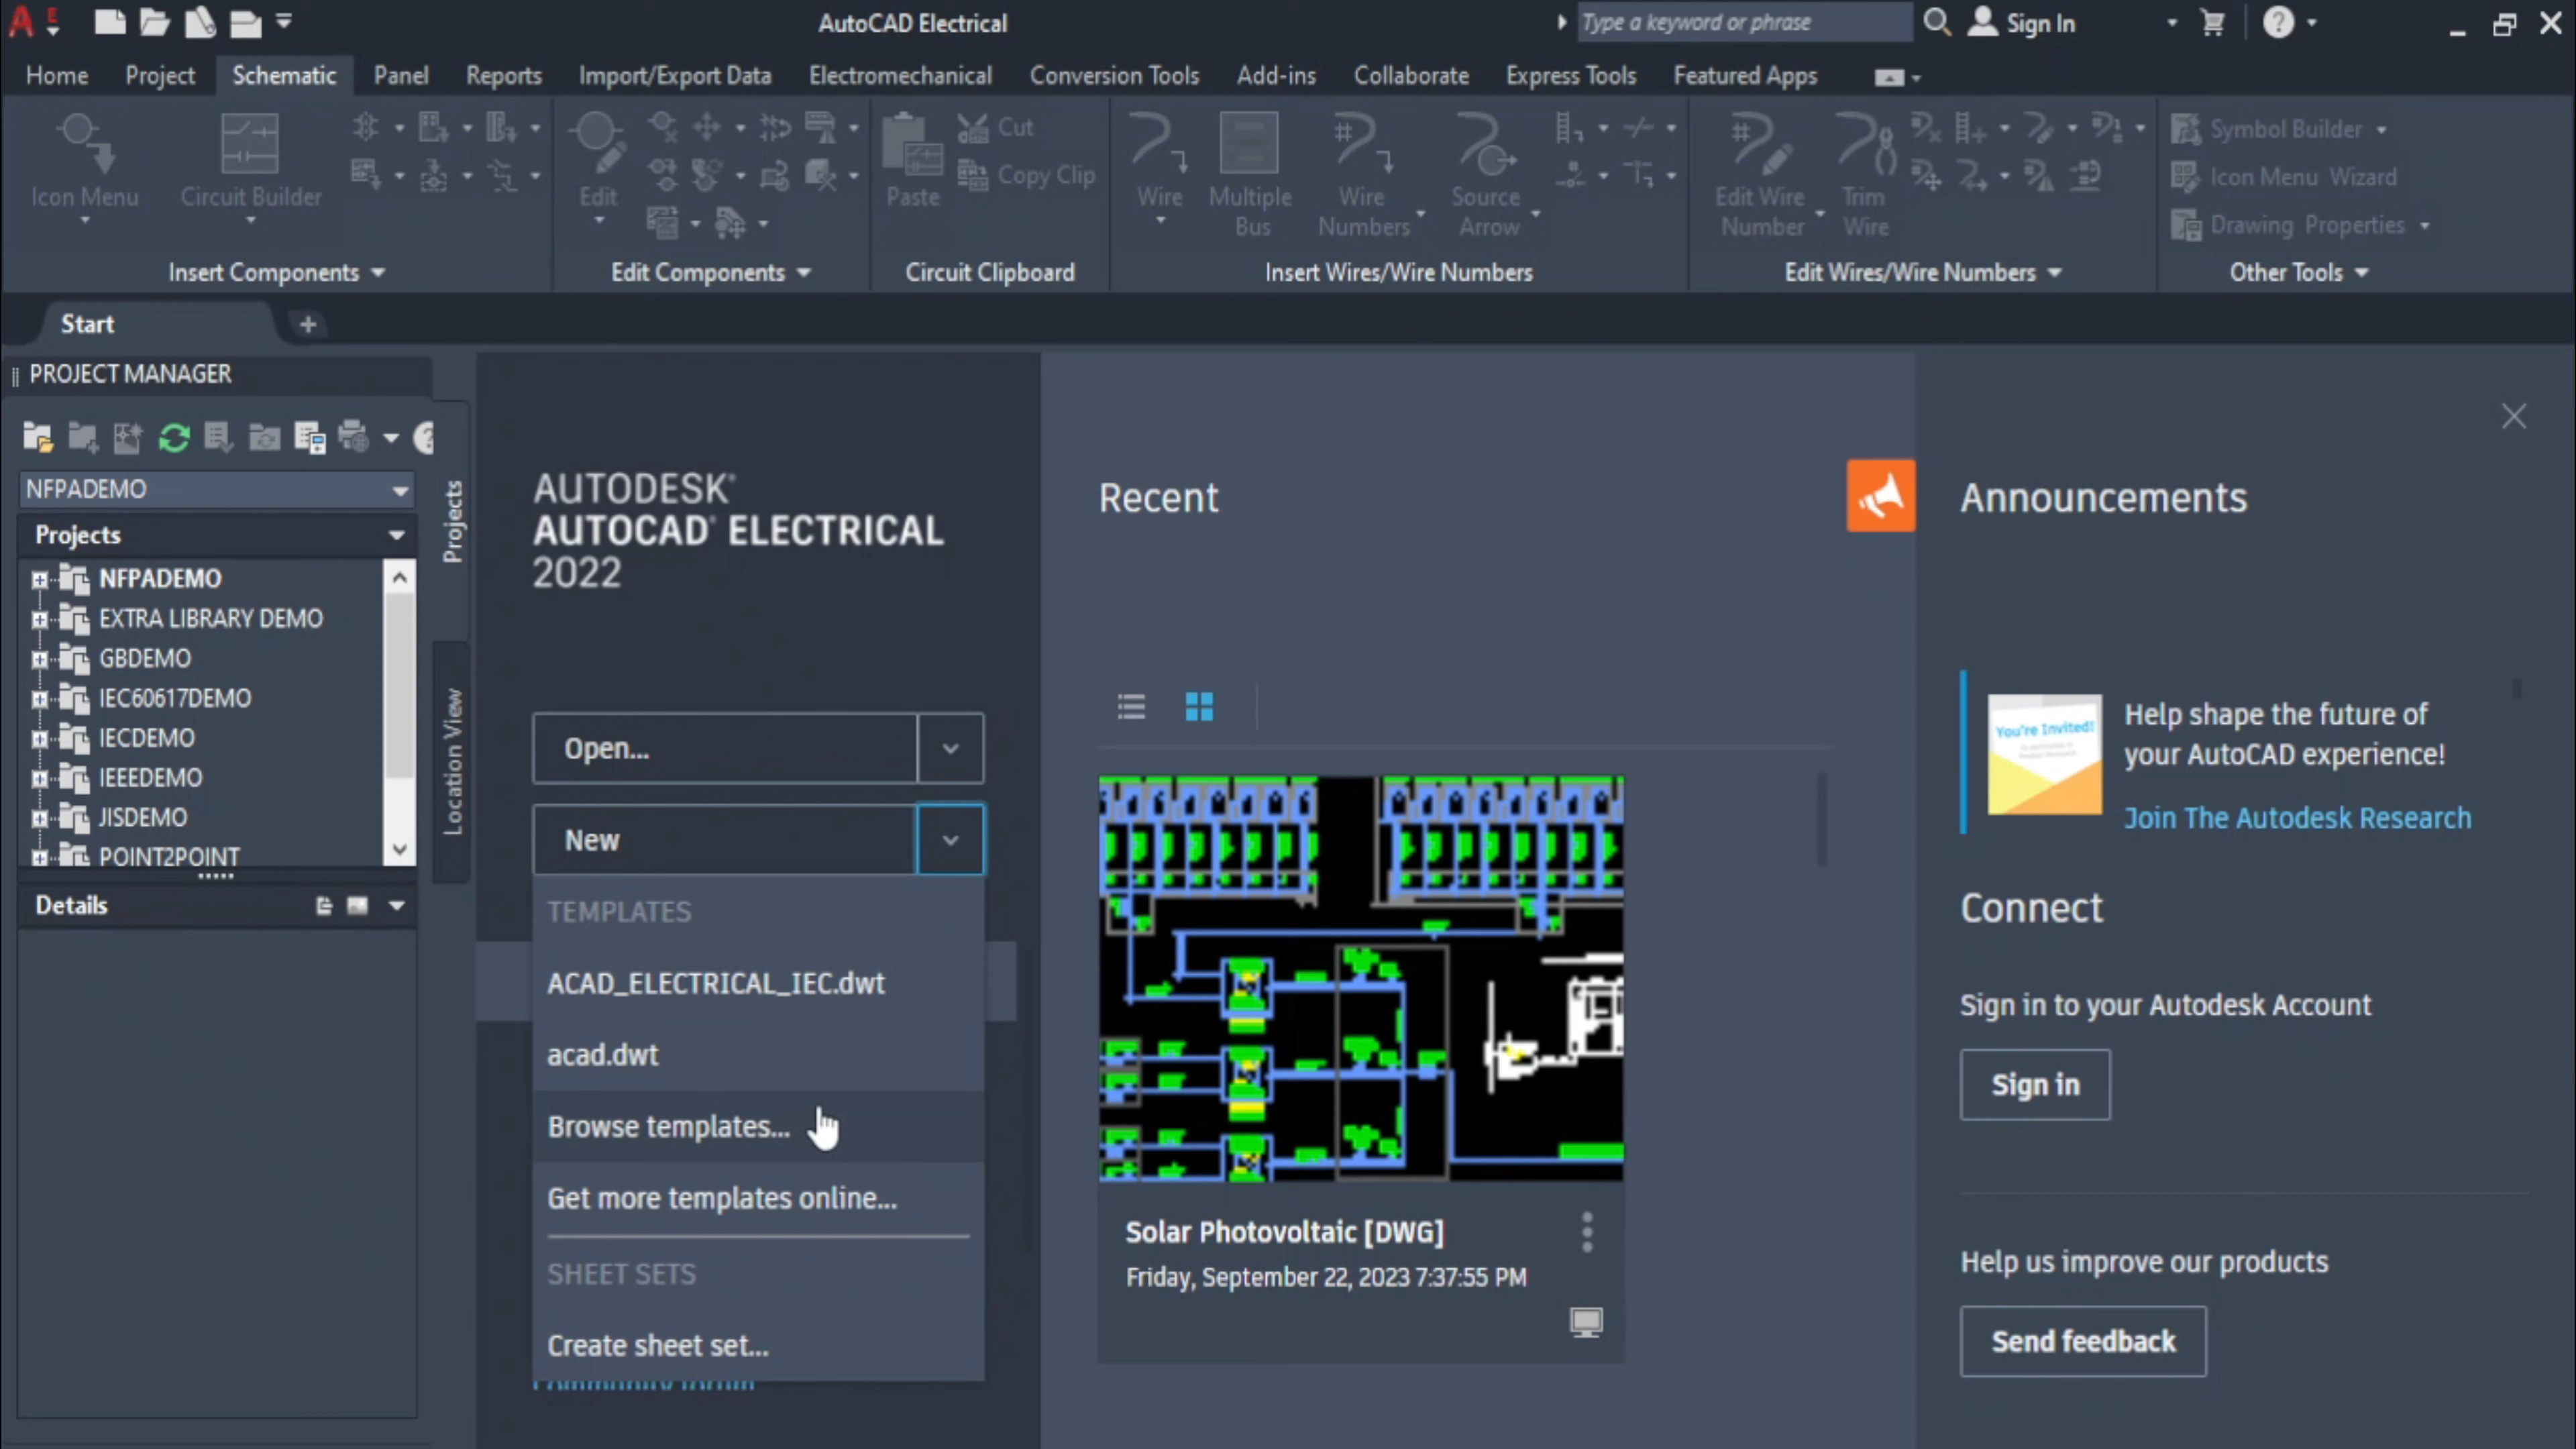 AutoCAD Electrical
Type a keyword or phrase
Sign In
Home
Project
Schematic
Panel
Reports
Import/Export Data
Electromechanical
Conversion Tools
Add-ins
Collaborate
Express Tools
Featured Apps
Icon Menu
Circuit Builder
Edit
Paste
Cut
Copy Clip
Wire
Multiple
Bus
Wire
Numbers
Source
Arrow
Edit Wire
Number
Trim
Wire
Symbol Builder
Icon Menu Wizard
Drawing Properties
Insert Components
Edit Components
Circuit Clipboard
Insert Wires/Wire Numbers
Edit Wires/Wire Numbers
Other Tools
Start
PROJECT MANAGER
NFPADEMO
Projects
NFPADEMO
EXTRA LIBRARY DEMO
GBDEMO
IEC60617DEMO
IECDEMO
IEEEDEMO
JISDEMO
POINT2POINT
Details
Projects
Location View
AUTODESK®
AUTOCAD® ELECTRICAL
2022
Open...
New
TEMPLATES
ACAD_ELECTRICAL_IEC.dwt
acad.dwt
Browse templates...
Get more templates online...
SHEET SETS
Create sheet set...
Recent
Solar Photovoltaic [DWG]
Friday, September 22, 2023 7:37:55 PM
Announcements
You're Invited!
Help shape the future of
your AutoCAD experience!
Join The Autodesk Research
Connect
Sign in to your Autodesk Account
Sign in
Help us improve our products
Send feedback